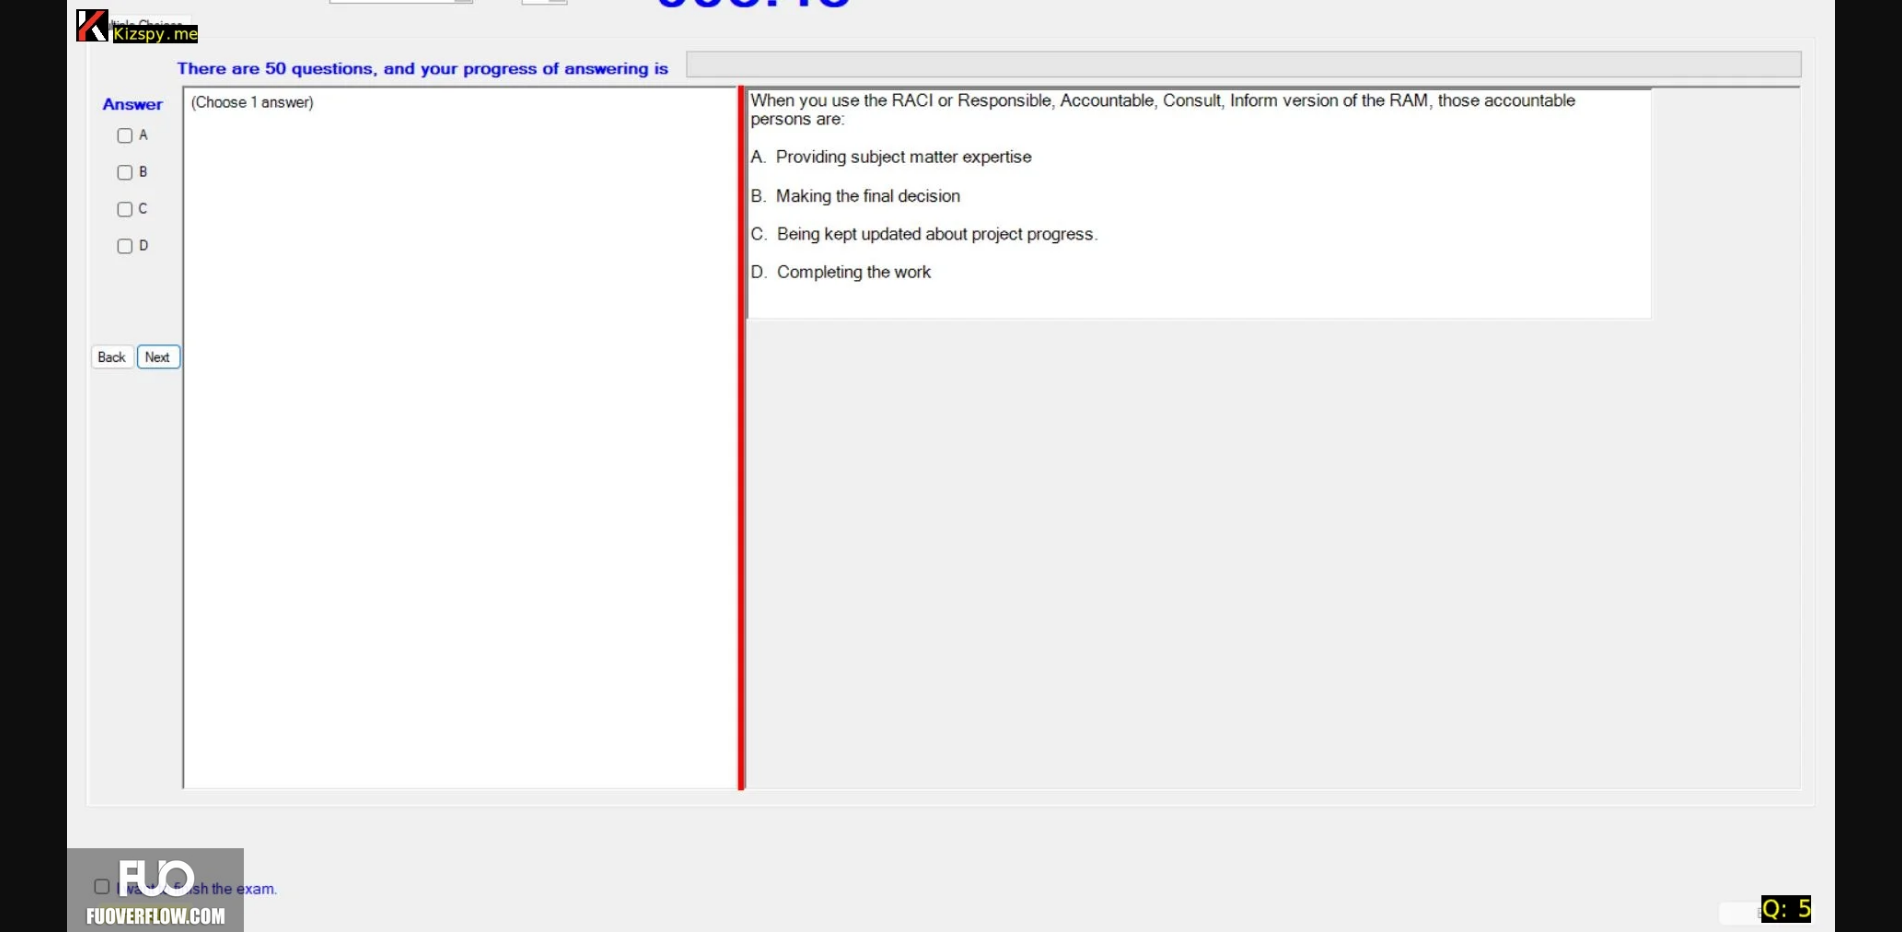 Kizspy.me
There are 50 questions, and your progress of answering is
Answer
(Choose 1 answer)
A
B
C
D
Back Next
When you use the RACI or Responsible, Accountable, Consult, Inform version of the RAM, those accountable
persons are:
A. Providing subject matter expertise
B. Making the final decision
C. Being kept updated about project progress.
D. Completing the work
FUO
finish the exam.
FUOVERFLOW.COM
Q: 5